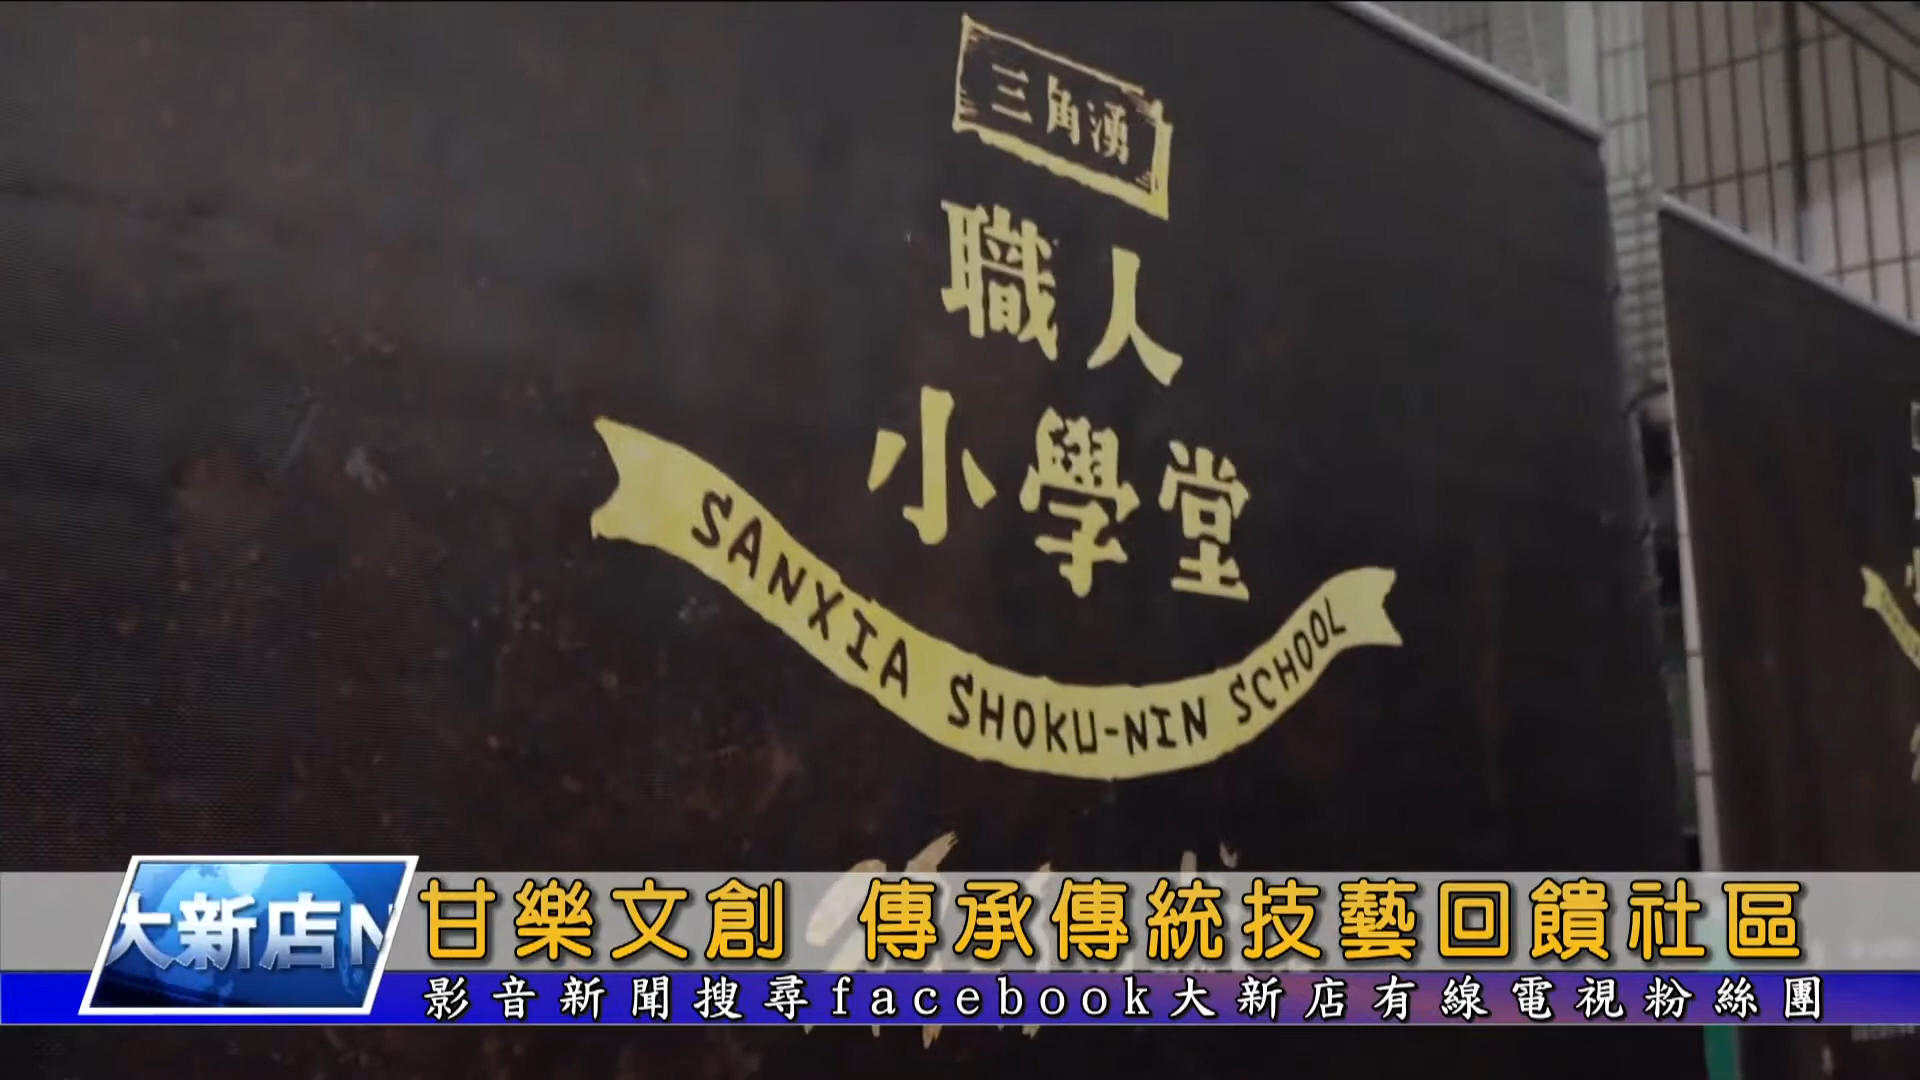 三角湧
職人
小學堂
SANXIA SHOKU-NIN SCHOOL
大新店N
甘樂文創 傳承傳統技藝回饋社區
影音新聞搜尋facebook大新店有線電視粉絲團